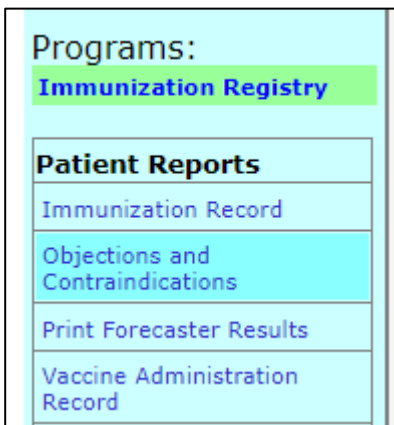 Programs:
Immunization Registry
Patient Reports
Immunization Record
Objections and
Contraindications
Print Forecaster Results
Vaccine Administration
Record